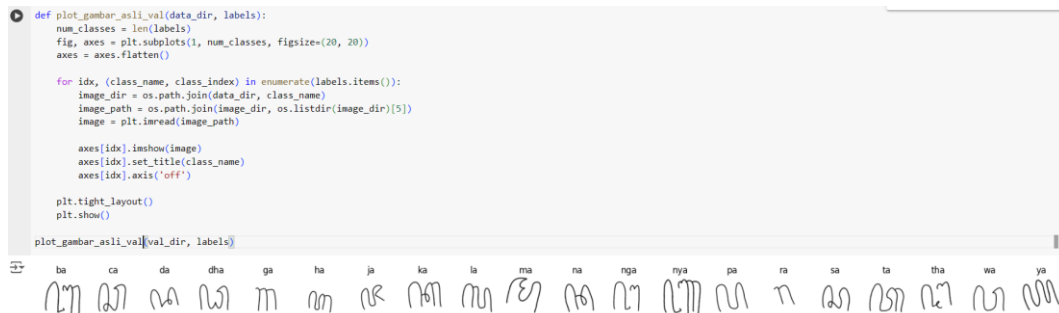 def plot_gambar_asli_val(data_dir, labels):
    num_classes = len(labels)
    fig, axes = plt.subplots(1, num_classes, figsize=(20, 20))
    axes = axes.flatten()
    for idx, (class_name, class_index) in enumerate(labels.items()):
        image_dir = os.path.join(data_dir, class_name)
        image_path = os.path.join(image_dir, os.listdir(image_dir)[5])
        image = plt.imread(image_path)
        axes[idx].imshow(image)
        axes[idx].set_title(class_name)
        axes[idx].axis('off')
    plt.tight_layout()
    plt.show()
plot_gambar_asli_val(val_dir, labels)
ba ca da dha ga ha ja ka la ma na nga nya pa ra sa ta tha wa ya
ꦧ ꦕ ꦢ ꦝ ꦒ ꦲ ꦗ ꦏ ꦭ ꦩ ꦤ ꦔ ꦚ ꦥ ꦫ ꦱ ꦠ ꦛ ꦮ ꦪ